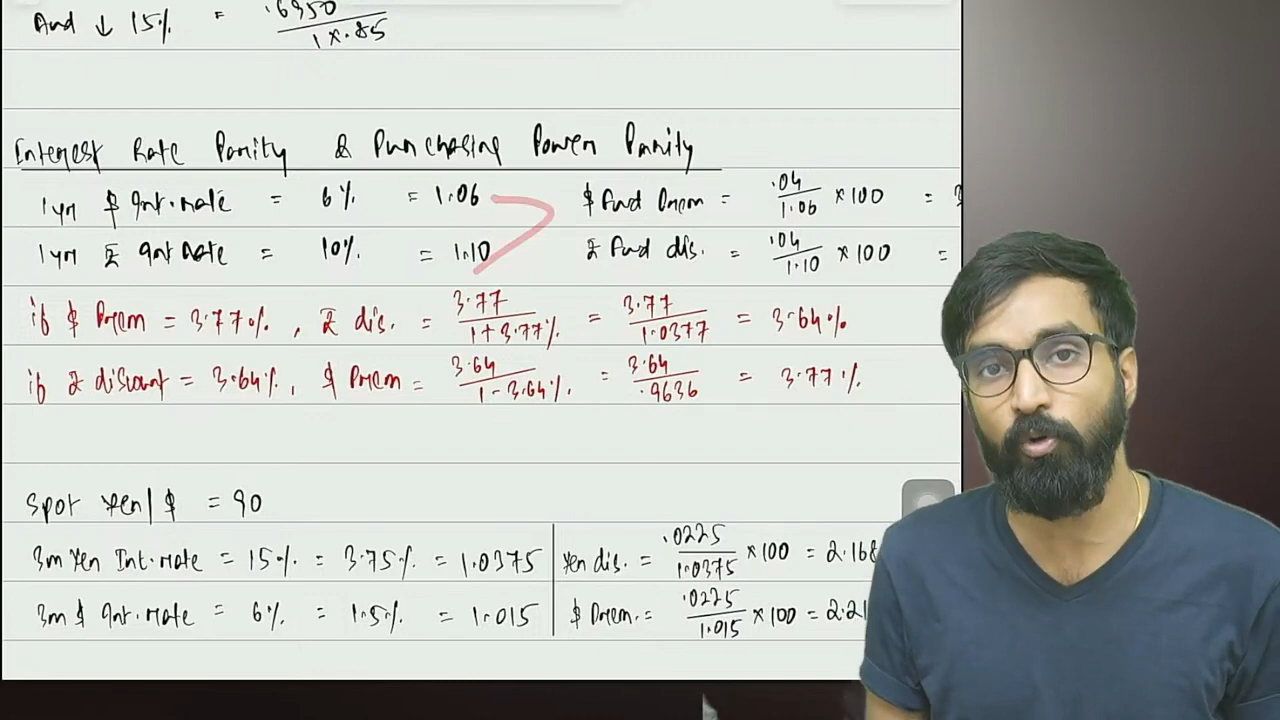 And ↓ 15% = .6950 / 1×.85
Interest Rate Parity & Purchasing Power Parity
1 yr $ Int. rate = 6% = 1.06
$ Fwd Prem = .04 / 1.06 × 100 =
1 yr ₹ Int Rate = 10% = 1.10
₹ Fwd dis. = .04 / 1.10 × 100 =
if $ Prem = 3.77%, ₹ dis. = 3.77 / 1+3.77% = 3.77 / 1.0377 = 3.64%
if ₹ discount = 3.64%, $ Prem = 3.64 / 1-3.64% = 3.64 / .9636 = 3.77%
Spot Yen/$ = 90
3m Yen Int. rate = 15% = 3.75% = 1.0375
Yen dis. = .0225 / 1.0375 × 100 = 2.168
3m $ Int. rate = 6% = 1.5% = 1.015
$ Prem. = .0225 / 1.015 × 100 = 2.21